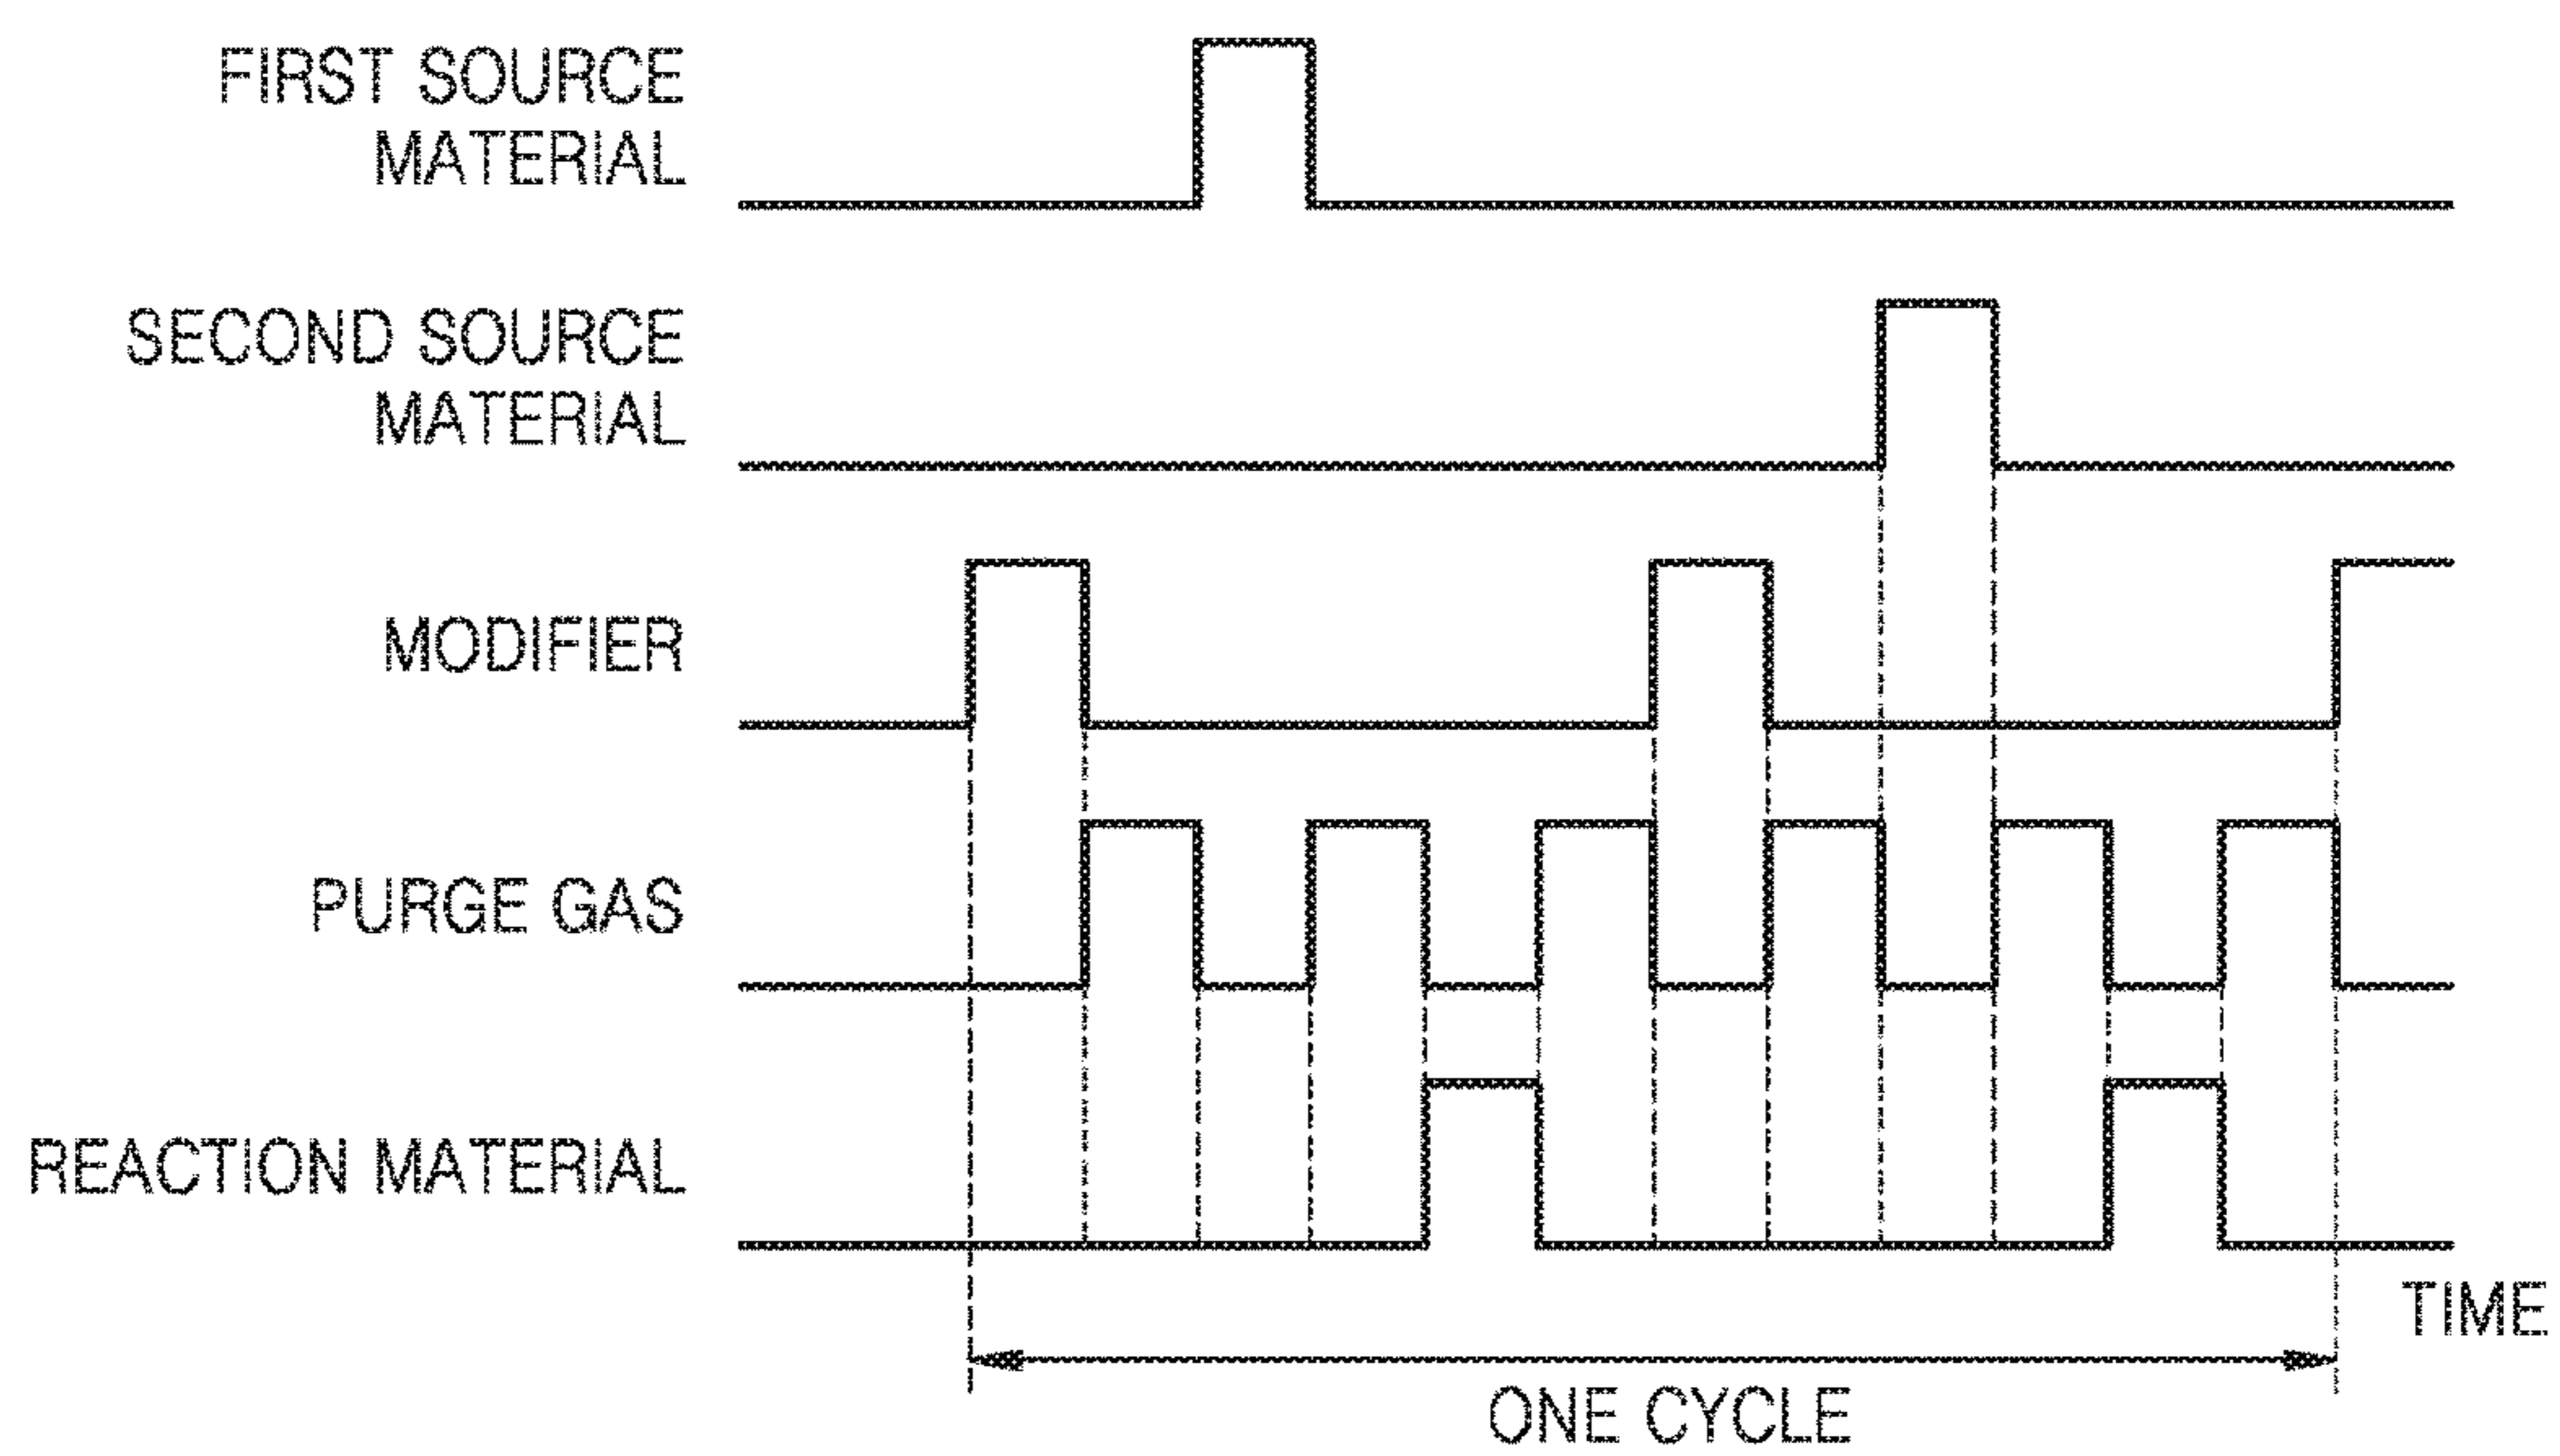 FIRST SOURCE
MATERIAL
SECOND SOURCE
MATERIAL
MODIFIER
PURGE GAS
REACTION MATERIAL
TIME
ONE CYCLE